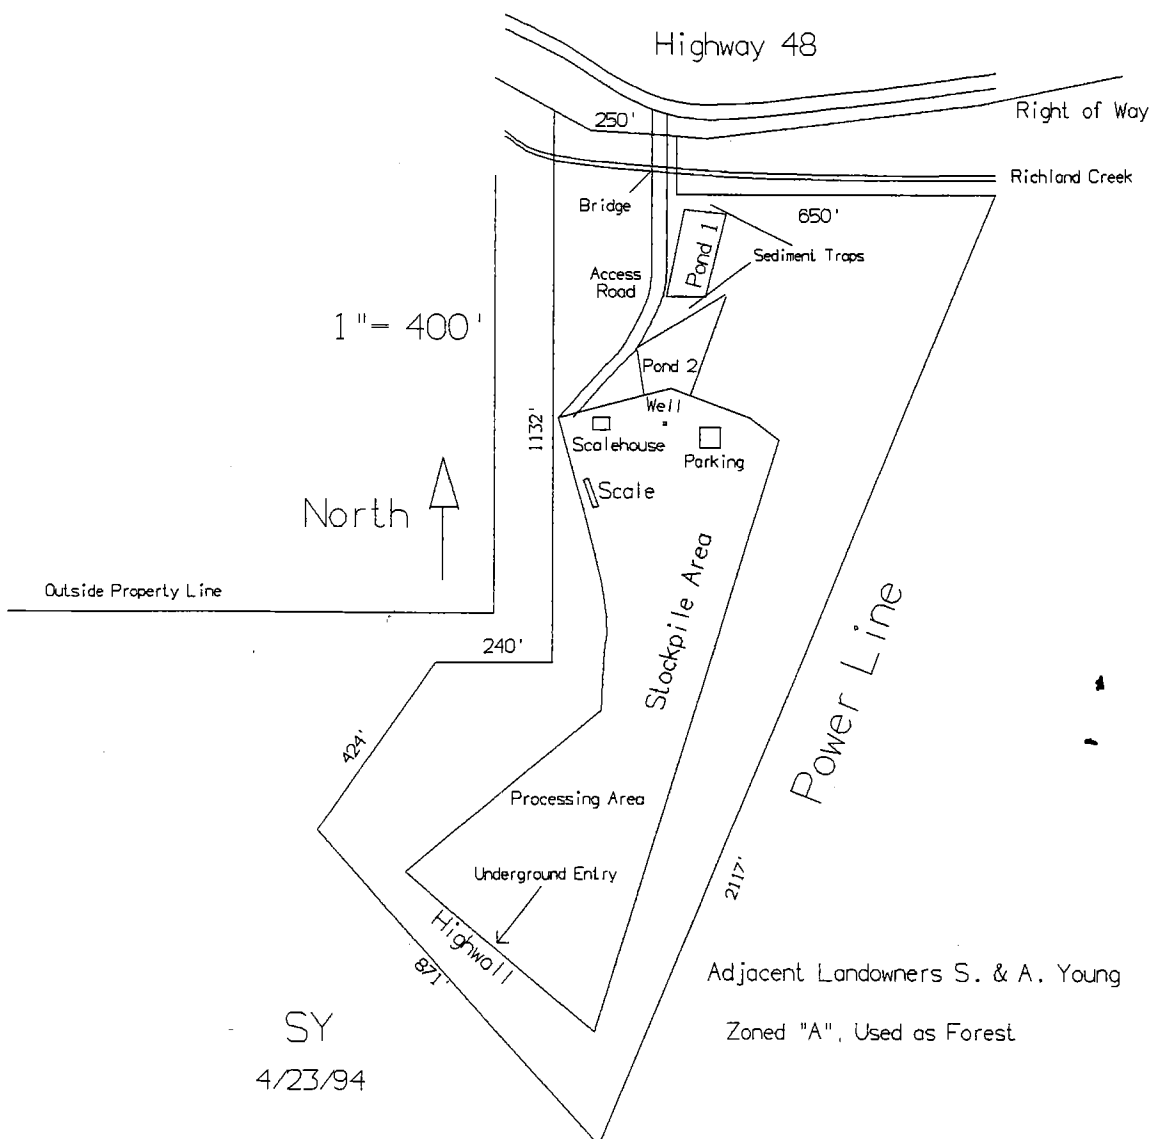 Highway 48
250'
Right of Way
Richland Creek
Bridge
650'
Pond 1
Sediment Traps
Access
Road
1"= 400'
Pond 2
Well
1132'
Scalehouse
Parking
Scale
North
Stockpile Area
Outside Property Line
240'
Power Line
424'
Processing Area
Underground Entry
2117'
Highwall
871'
Adjacent Landowners S. & A. Young
Zoned "A", Used as Forest
SY
4/23/94